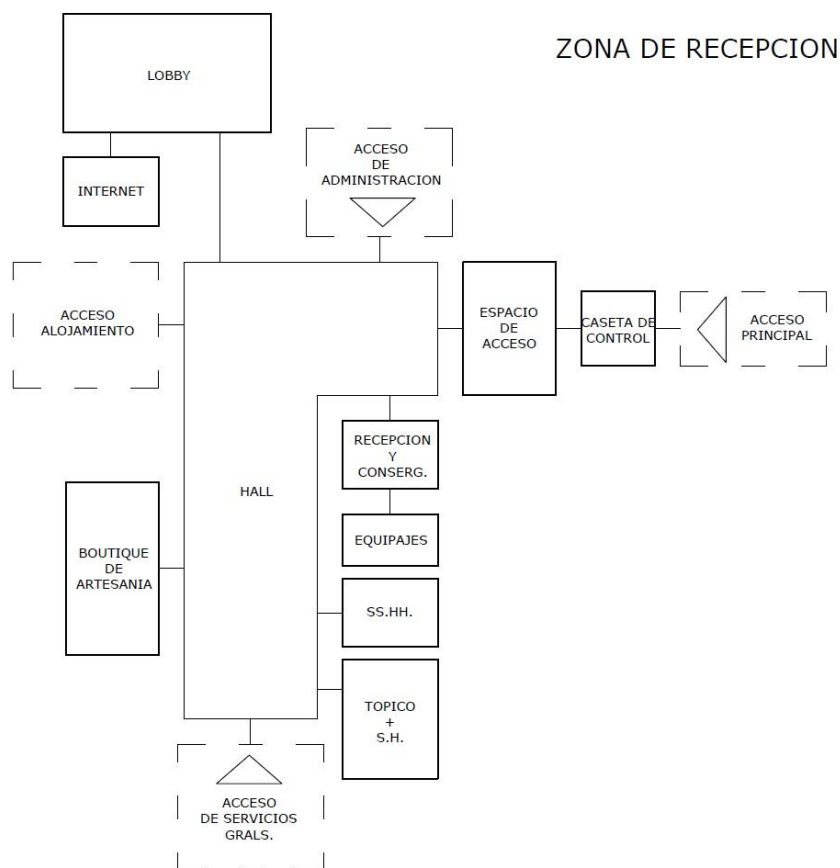 ZONA DE RECEPCION
LOBBY
INTERNET
ACCESO
DE
ADMINISTRACION
ACCESO
ALOJAMIENTO
ESPACIO
DE
ACCESO
CASETA DE
CONTROL
ACCESO
PRINCIPAL
RECEPCION
Y
CONSERG.
HALL
EQUIPAJES
BOUTIQUE
DE
ARTESANIA
SS.HH.
TOPICO
+
S.H.
ACCESO
DE SERVICIOS
GRALS.